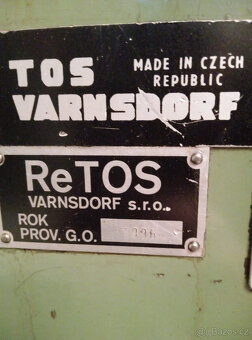 TOS
MADE IN CZECH
REPUBLIC
VARNSDORF
ReTOS
VARNSDORF s.r.o.
ROK
PROV. G.O.